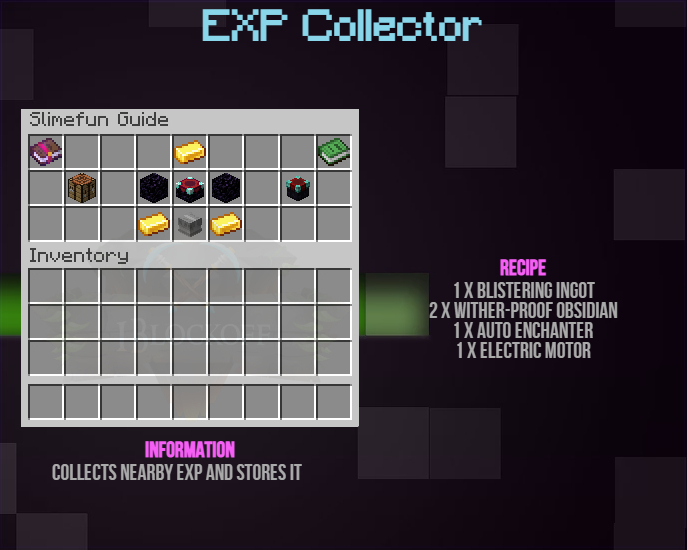 EXP Collector
Slimefun Guide
Inventory
IBLOCKOFF
RECIPE
1 X BLISTERING INGOT
2 X WITHER-PROOF OBSIDIAN
1 X AUTO ENCHANTER
1 X ELECTRIC MOTOR
INFORMATION
COLLECTS NEARBY EXP AND STORES IT